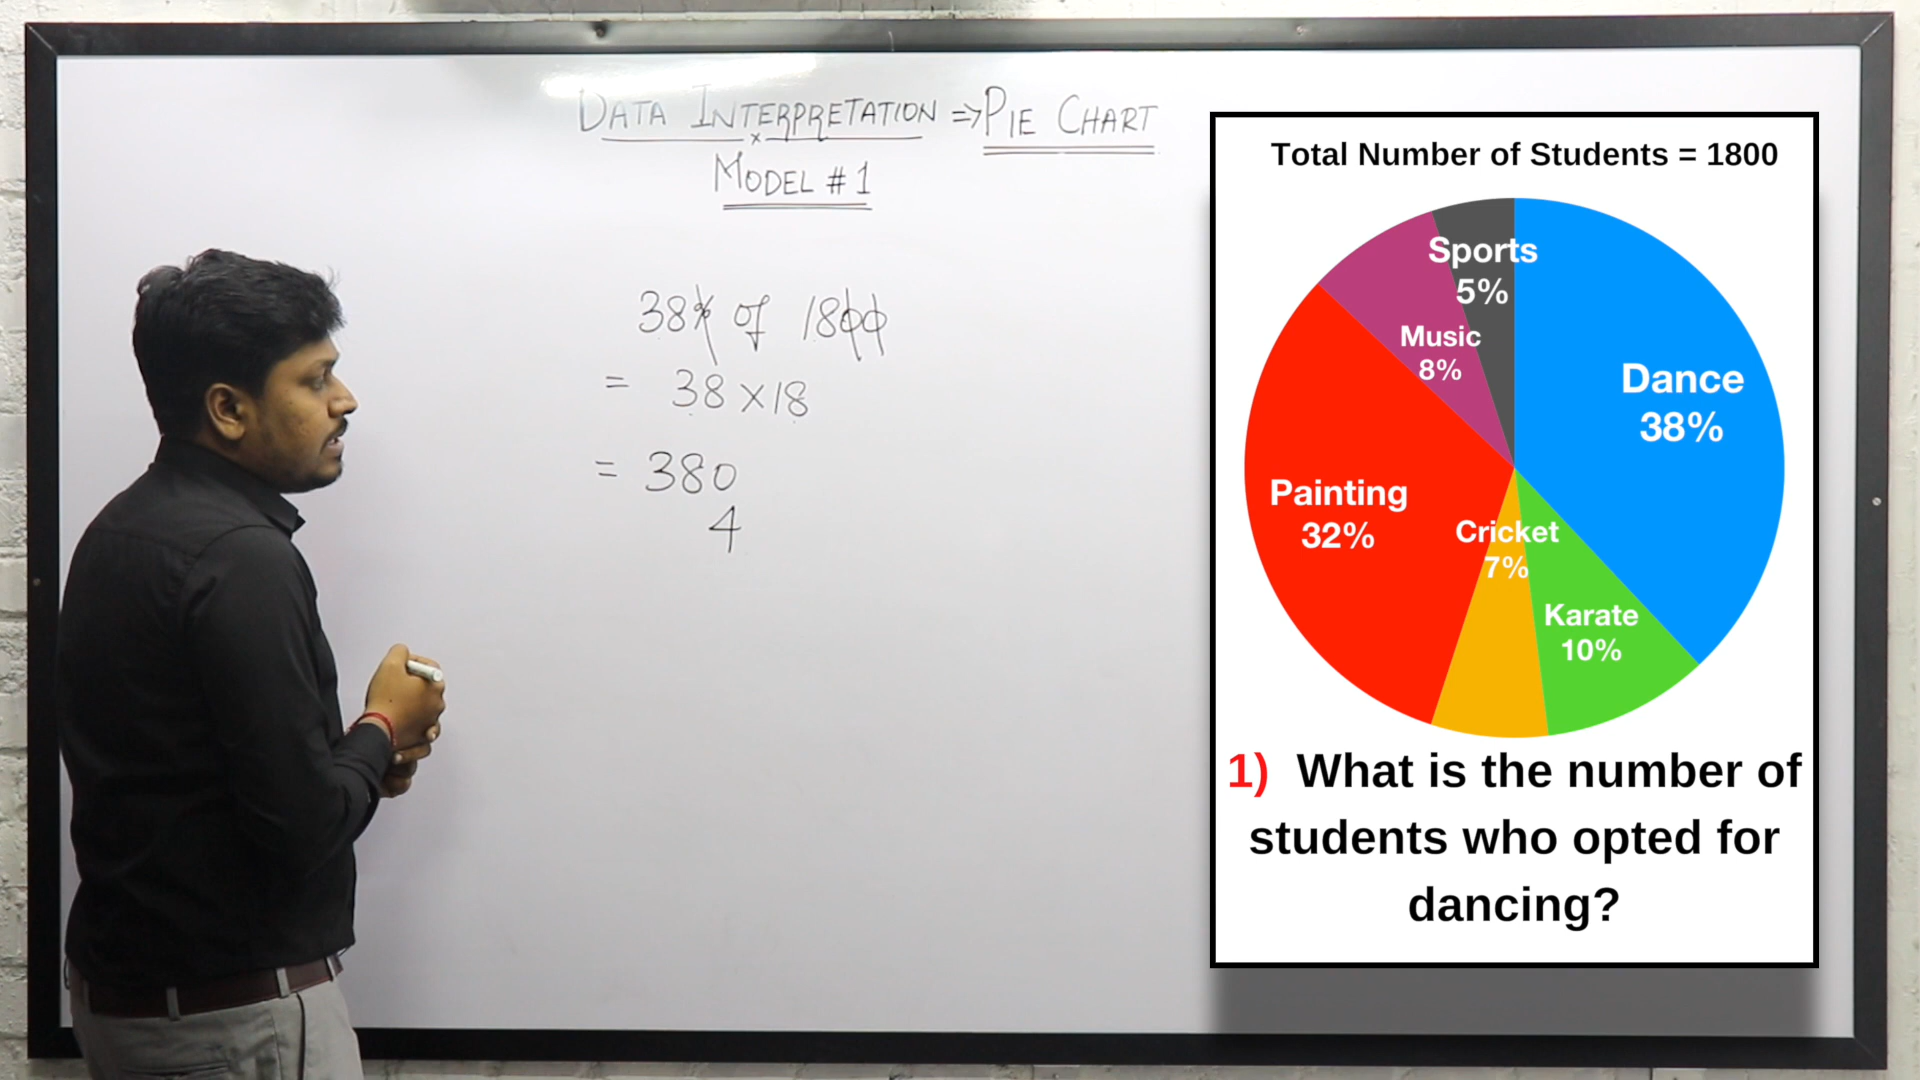 DATA INTERPRETATION => PIE CHART
MODEL #1
38% of 1800
= 38 x 18
= 380
4
Total Number of Students = 1800
Sports
5%
Music
8%
Dance
38%
Painting
32%
Cricket
7%
Karate
10%
1) What is the number of
students who opted for
dancing?